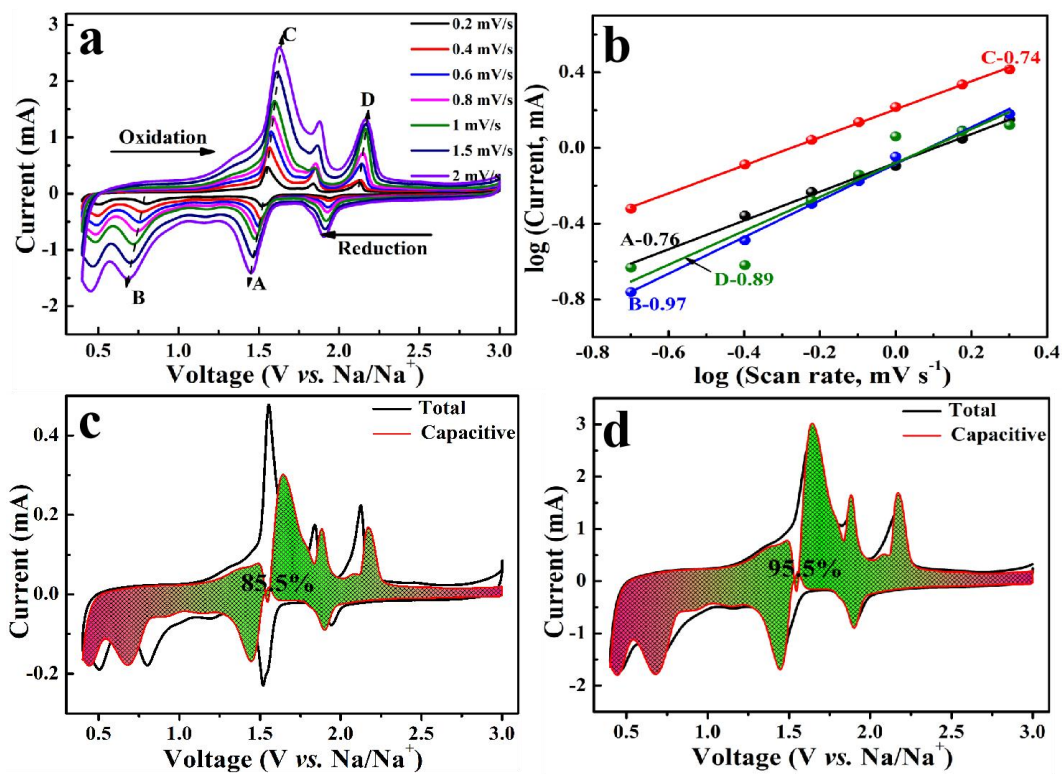 a
3
2
1
0
-1
-2
Current (mA)
0.5
1.0
1.5
2.0
2.5
3.0
Voltage (V vs. Na/Na⁺)
0.2 mV/s
0.4 mV/s
0.6 mV/s
0.8 mV/s
1 mV/s
1.5 mV/s
2 mV/s
C
D
Oxidation
Reduction
A
B
b
0.4
0.0
-0.4
-0.8
log (Current, mA)
-0.8
-0.6
-0.4
-0.2
0.0
0.2
0.4
log (Scan rate, mV s⁻¹)
C-0.74
A-0.76
D-0.89
B-0.97
c
Total
Capacitive
0.4
0.2
0.0
-0.2
Current (mA)
85.5%
0.5
1.0
1.5
2.0
2.5
3.0
Voltage (V vs. Na/Na⁺)
d
Total
Capacitive
3
2
1
0
-1
-2
Current (mA)
95.5%
0.5
1.0
1.5
2.0
2.5
3.0
Voltage (V vs. Na/Na⁺)